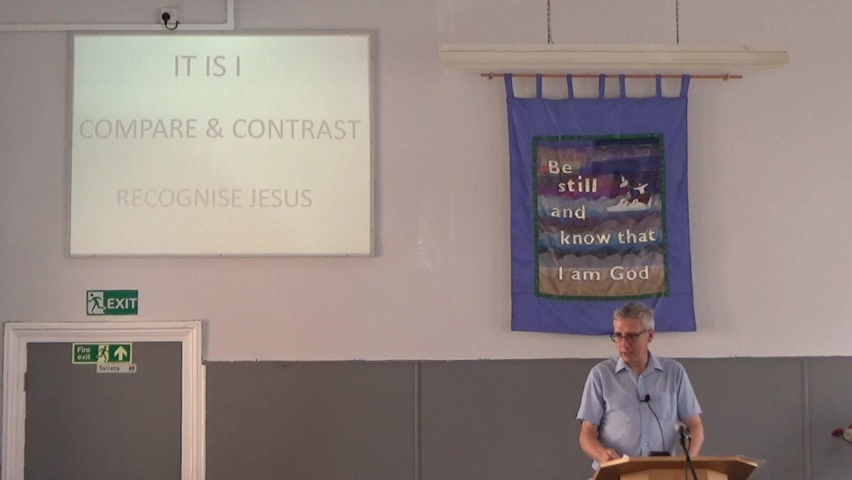 IT IS I
COMPARE & CONTRAST
RECOGNISE JESUS
Be
still
and
know that
I am God
EXIT
Fire
exit
Toilets